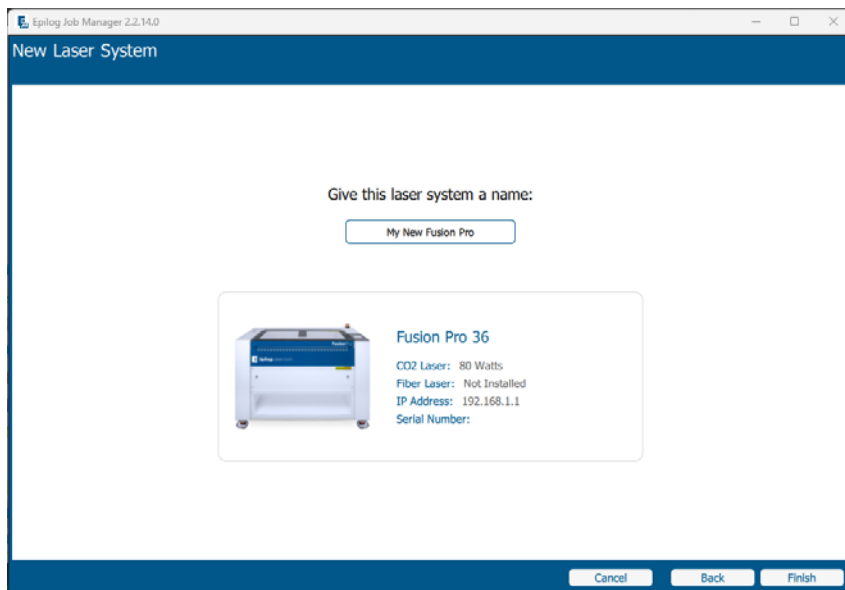 Epilog Job Manager 2.2.14.0
New Laser System
Give this laser system a name:
My New Fusion Pro
Fusion Pro 36
CO2 Laser: 80 Watts
Fiber Laser: Not Installed
IP Address: 192.168.1.1
Serial Number:
Cancel
Back
Finish